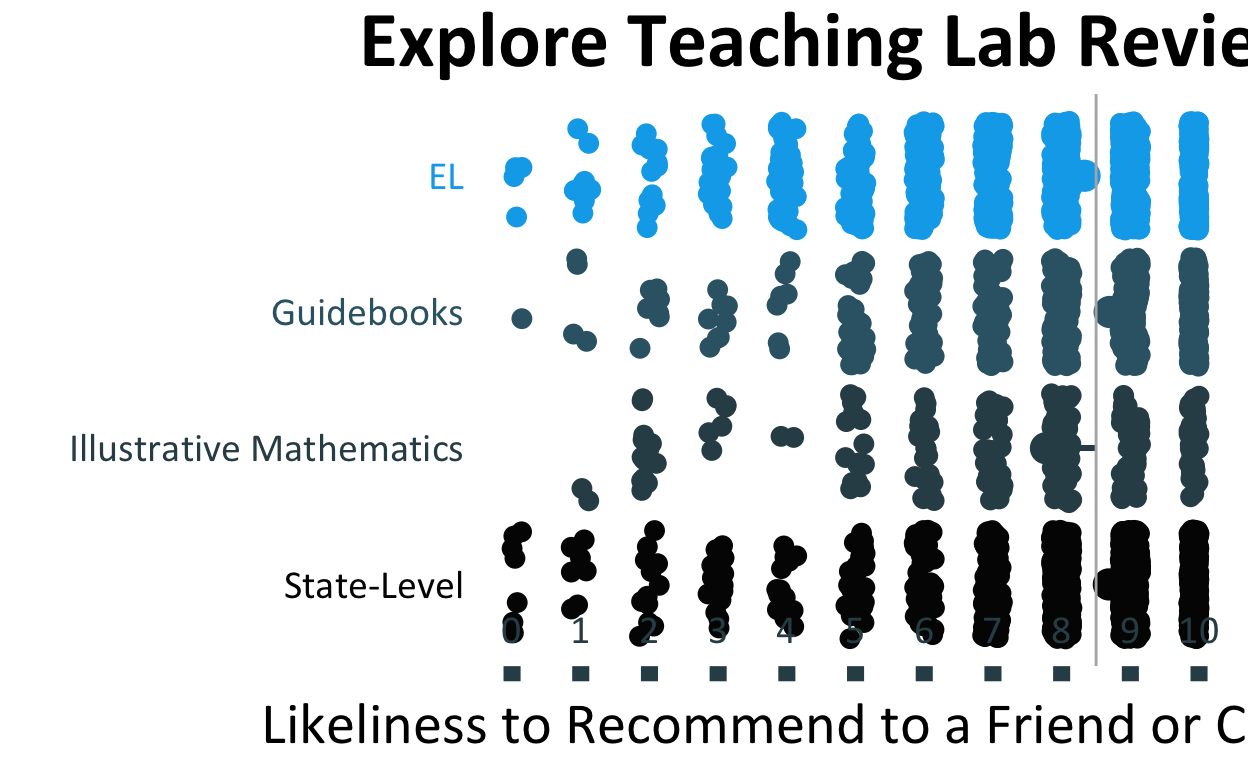 Explore Teaching Lab Revie
EL
Guidebooks
Illustrative Mathematics
State-Level
0 1 2 3 4 5 6 7 8 9 10
Likeliness to Recommend to a Friend or C